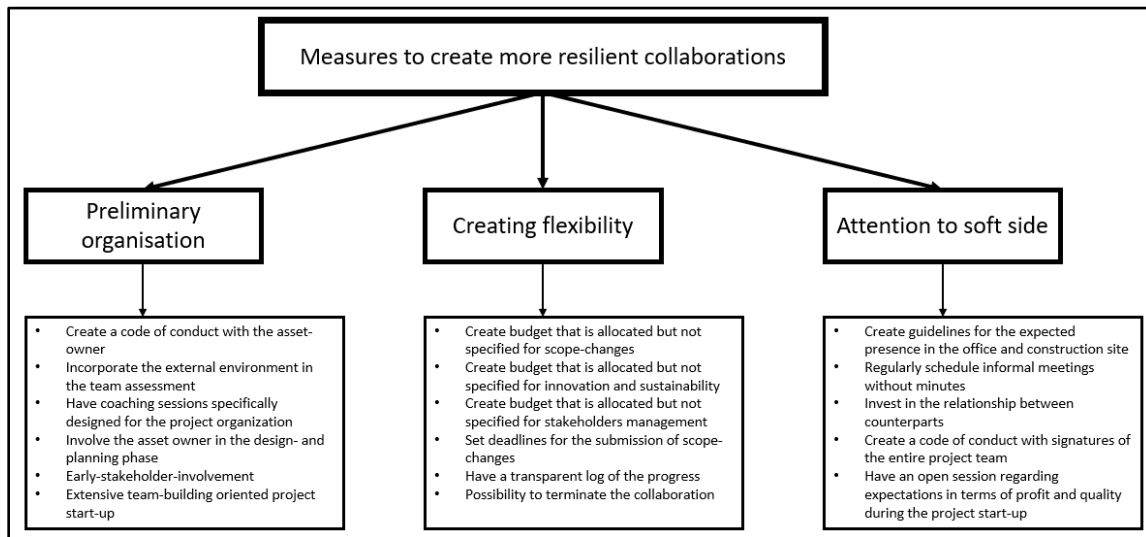 Measures to create more resilient collaborations
Preliminary
organisation
Creating flexibility
Attention to soft side
• Create a code of conduct with the asset-
owner
• Incorporate the external environment in
the team assessment
• Have coaching sessions specifically
designed for the project organization
• Involve the asset owner in the design- and
planning phase
• Early-stakeholder-involvement
• Extensive team-building oriented project
start-up
• Create budget that is allocated but not
specified for scope-changes
• Create budget that is allocated but not
specified for innovation and sustainability
• Create budget that is allocated but not
specified for stakeholders management
• Set deadlines for the submission of scope-
changes
• Have a transparent log of the progress
• Possibility to terminate the collaboration
• Create guidelines for the expected
presence in the office and construction site
• Regularly schedule informal meetings
without minutes
• Invest in the relationship between
counterparts
• Create a code of conduct with signatures of
the entire project team
• Have an open session regarding
expectations in terms of profit and quality
during the project start-up